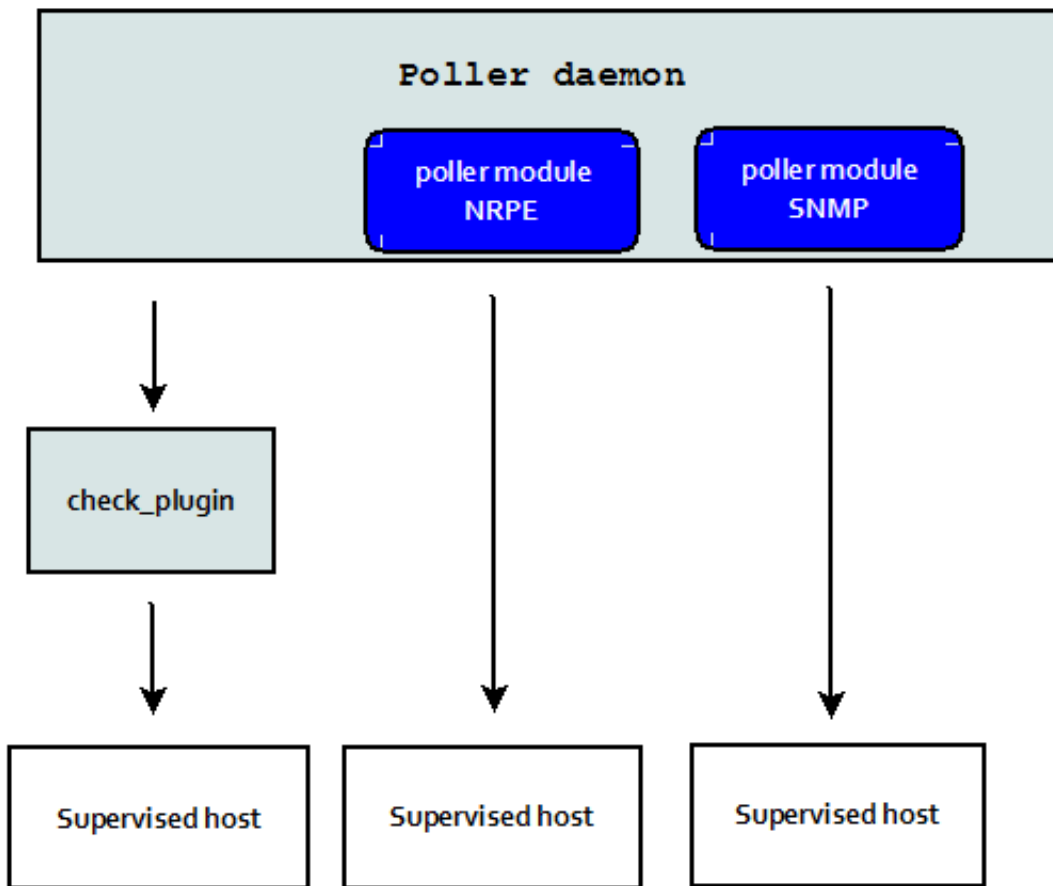 Poller daemon
poller module
NRPE
poller module
SNMP
check_plugin
Supervised host
Supervised host
Supervised host